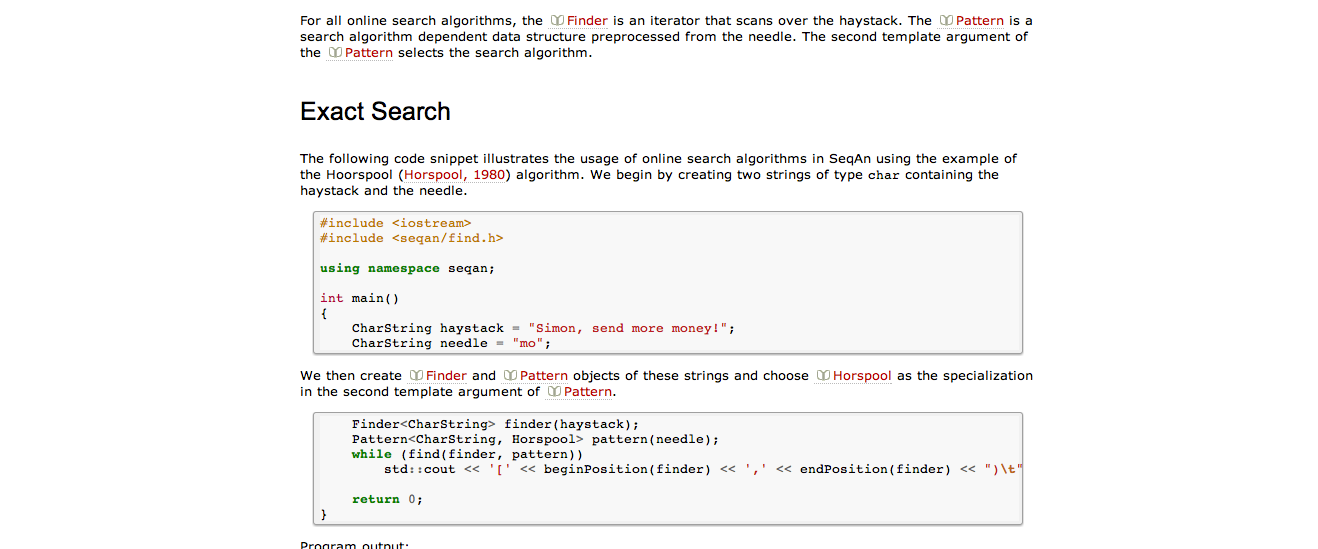 For all online search algorithms, the Finder is an iterator that scans over the haystack. The Pattern is a
search algorithm dependent data structure preprocessed from the needle. The second template argument of
the Pattern selects the search algorithm.
Exact Search
The following code snippet illustrates the usage of online search algorithms in SeqAn using the example of
the Hoorspool (Horspool, 1980) algorithm. We begin by creating two strings of type char containing the
haystack and the needle.
#include <iostream>
#include <seqan/find.h>
using namespace seqan;
int main()
{
    CharString haystack = "Simon, send more money!";
    CharString needle = "mo";
We then create Finder and Pattern objects of these strings and choose Horspool as the specialization
in the second template argument of Pattern.
    Finder<CharString> finder(haystack);
    Pattern<CharString, Horspool> pattern(needle);
    while (find(finder, pattern))
        std::cout << '[' << beginPosition(finder) << ',' << endPosition(finder) << ")\t"
    return 0;
}
Program output: